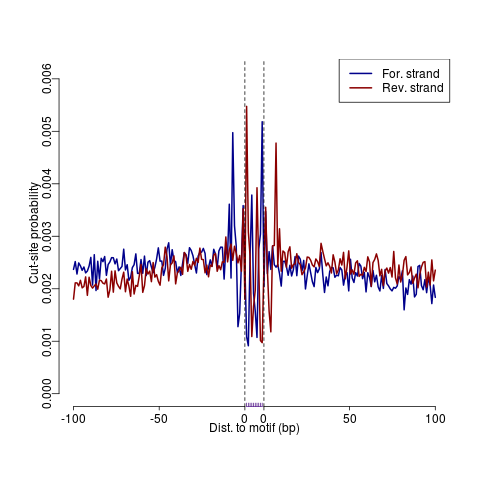 For. strand
Rev. strand
Cut-site probability
0.006
0.005
0.004
0.003
0.002
0.001
0.000
-100 -50 0 0 50 100
Dist. to motif (bp)